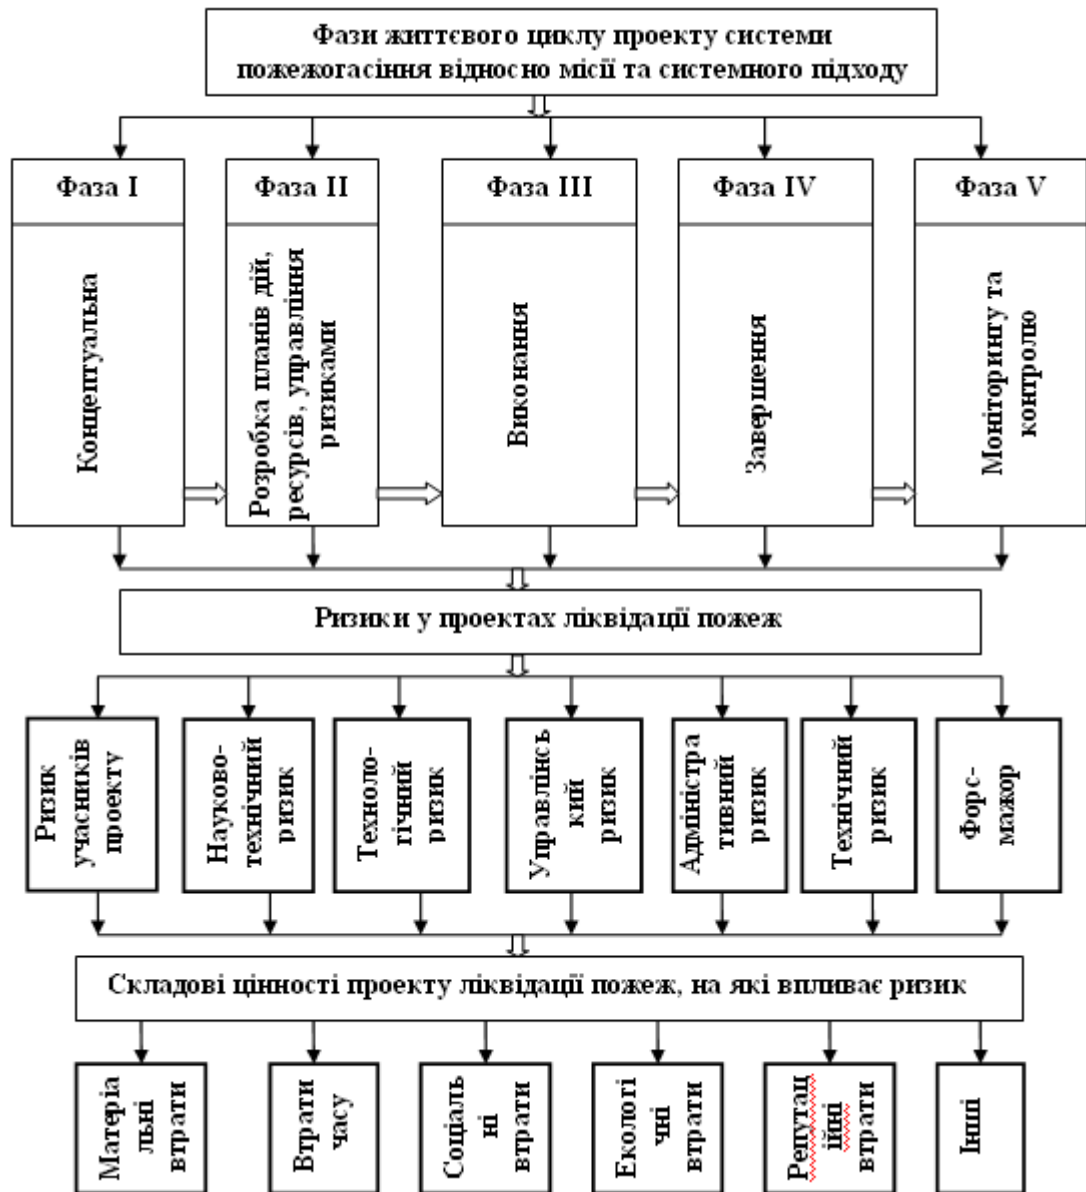 Фази життєвого циклу проекту системи
пожежогасіння відносно місії та системного підходу
Фаза I
Фаза II
Фаза III
Фаза IV
Фаза V
Концептуальна
Розробка планів дій,
ресурсів, управління
ризиками
Виконання
Завершення
Моніторингу та
контролю
Ризики у проектах ліквідації пожеж
Ризик
учасників
проекту
Науково-
технічний
ризик
Техноло-
гічний
ризик
Управлінсь
кий
ризик
Адміністра
тивний
ризик
Технічний
ризик
Форс-
мажор
Складові цінності проекту ліквідації пожеж, на які впливає ризик
Матеріа
льні
втрати
Втрати
часу
Соціаль
ні
втрати
Екологі
чні
втрати
Репутац
ійні
втрати
Інші